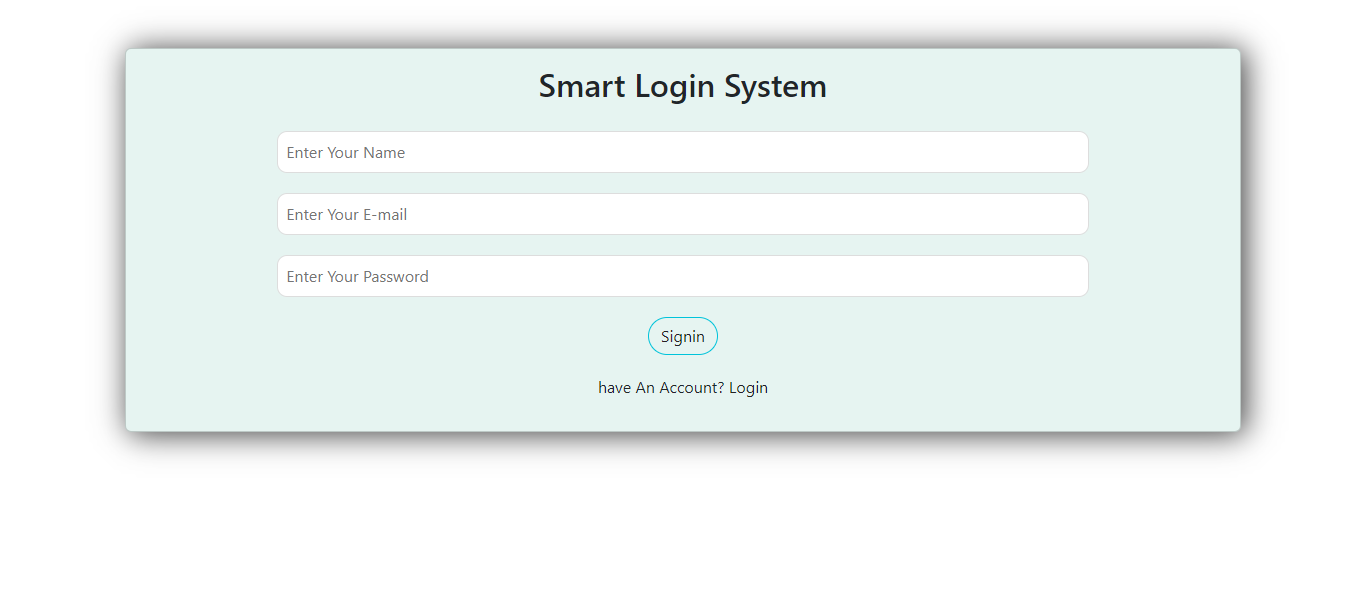 Smart Login System
Enter Your Name
Enter Your E-mail
Enter Your Password
Signin
have An Account? Login